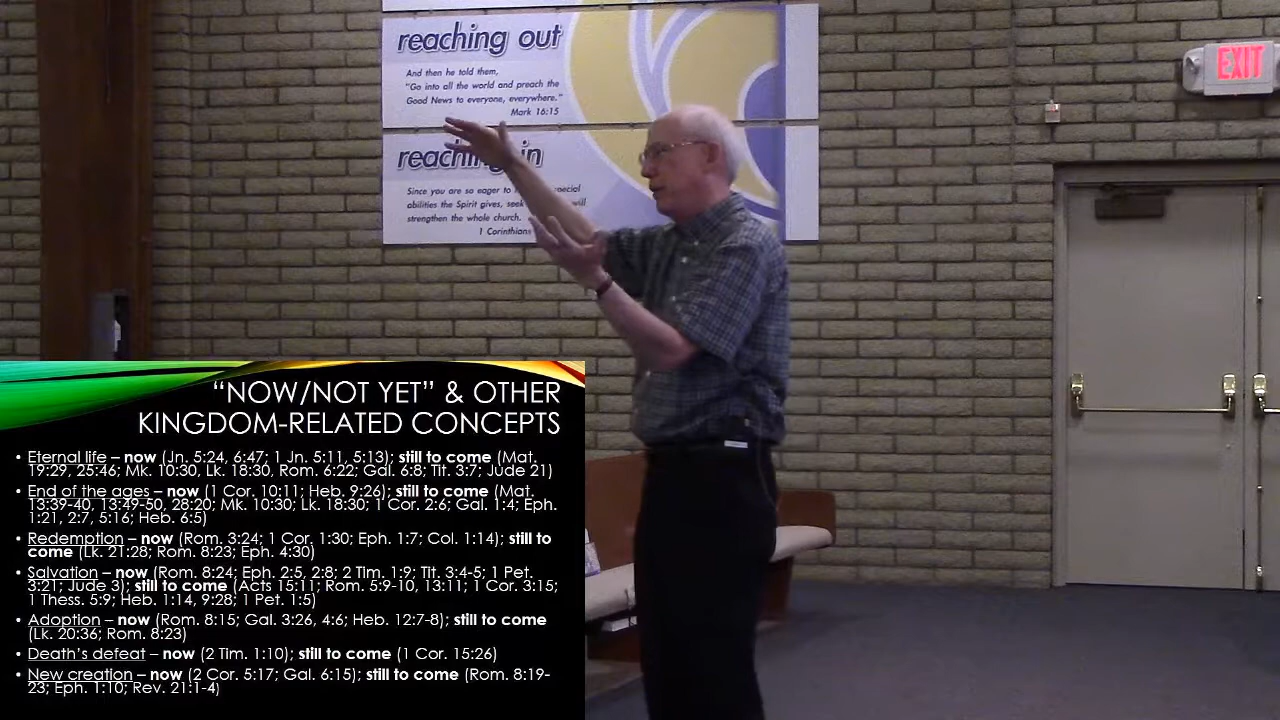 reaching out
And then he told them,
"Go into all the world and preach the
Good News to everyone, everywhere."
Mark 16:15
reaching in
Since you are so eager to special
abilities the Spirit gives, seek will
strengthen the whole church.
1 Corinthians
EXIT
"NOW/NOT YET" & OTHER
KINGDOM-RELATED CONCEPTS
• Eternal life – now (Jn. 5:24, 6:47; 1 Jn. 5:11, 5:13); still to come (Mat.
19:29, 25:46; Mk. 10:30, Lk. 18:30, Rom. 6:22; Gal. 6:8; Tit. 3:7; Jude 21)
• End of the ages – now (1 Cor. 10:11; Heb. 9:26); still to come (Mat.
13:39-40, 13:49-50, 28:20; Mk. 10:30; Lk. 18:30; 1 Cor. 2:6; Gal. 1:4; Eph.
1:21, 2:7, 5:16; Heb. 6:5)
• Redemption – now (Rom. 3:24; 1 Cor. 1:30; Eph. 1:7; Col. 1:14); still to
come (Lk. 21:28; Rom. 8:23; Eph. 4:30)
• Salvation – now (Rom. 8:24; Eph. 2:5, 2:8; 2 Tim. 1:9; Tit. 3:4-5; 1 Pet.
3:21; Jude 3); still to come (Acts 15:11; Rom. 5:9-10, 13:11; 1 Cor. 3:15;
1 Thess. 5:9; Heb. 1:14, 9:28; 1 Pet. 1:5)
• Adoption – now (Rom. 8:15; Gal. 3:26, 4:6; Heb. 12:7-8); still to come
(Lk. 20:36; Rom. 8:23)
• Death's defeat – now (2 Tim. 1:10); still to come (1 Cor. 15:26)
• New creation – now (2 Cor. 5:17; Gal. 6:15); still to come (Rom. 8:19-
23; Eph. 1:10; Rev. 21:1-4)